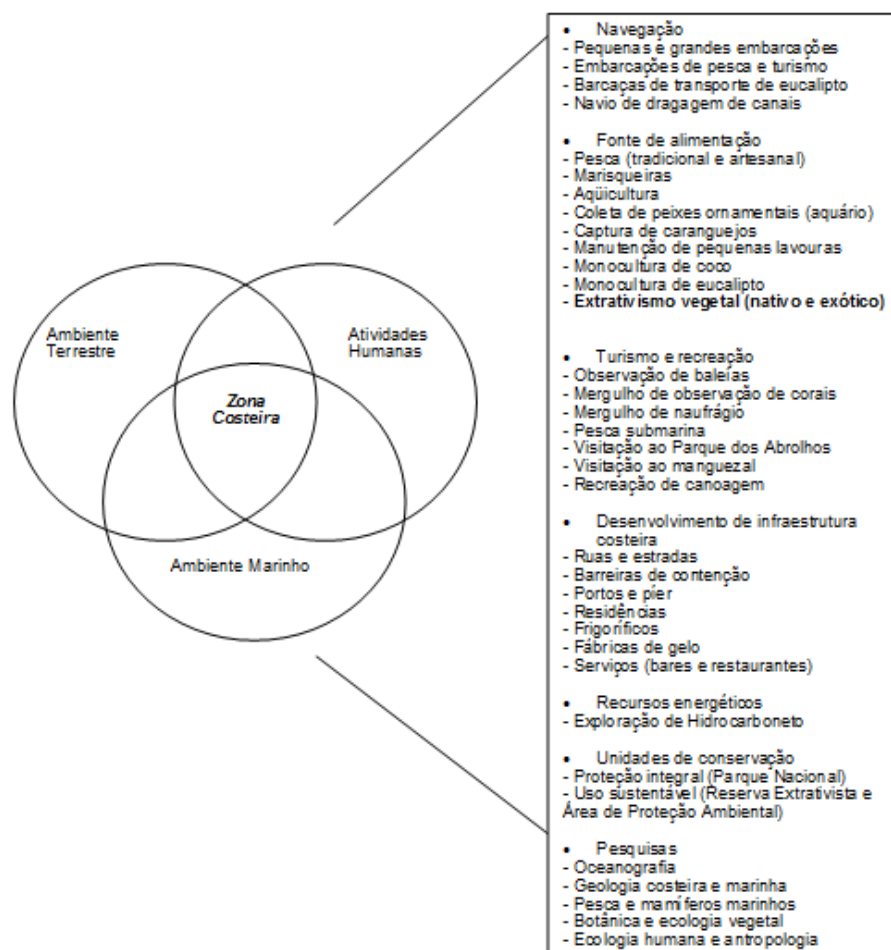 Ambiente
Terrestre
Atividades
Humanas
Zona
Costeira
Ambiente Marinho
• Navegação
- Pequenas e grandes embarcações
- Embarcações de pesca e turismo
- Barcaças de transporte de eucalipto
- Navio de dragagem de canais
• Fonte de alimentação
- Pesca (tradicional e artesanal)
- Marisqueiras
- Aqüicultura
- Coleta de peixes ornamentais (aquário)
- Captura de caranguejos
- Manutenção de pequenas lavouras
- Monocultura de coco
- Monocultura de eucalipto
- Extrativismo vegetal (nativo e exótico)
• Turismo e recreação
- Observação de baleias
- Mergulho de observação de corais
- Mergulho de naufrágio
- Pesca submarina
- Visitação ao Parque dos Abrolhos
- Visitação ao manguezal
- Recreação de canoagem
• Desenvolvimento de infraestrutura
costeira
- Ruas e estradas
- Barreiras de contenção
- Portos e píer
- Residências
- Frigoríficos
- Fábricas de gelo
- Serviços (bares e restaurantes)
• Recursos energéticos
- Exploração de Hidrocarboneto
• Unidades de conservação
- Proteção integral (Parque Nacional)
- Uso sustentável (Reserva Extrativista e
Área de Proteção Ambiental)
• Pesquisas
- Oceanografia
- Geologia costeira e marinha
- Pesca e mamíferos marinhos
- Botânica e ecologia vegetal
- Ecologia humana e antropologia